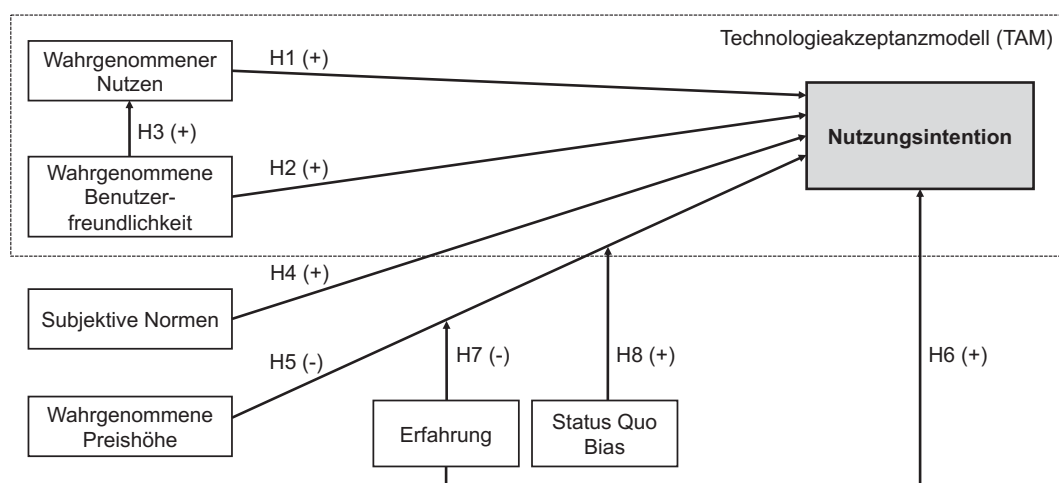 Technologieakzeptanzmodell (TAM)
Wahrgenommener
Nutzen
H1 (+)
H3 (+)
Wahrgenommene
Benutzer-
freundlichkeit
H2 (+)
Nutzungsintention
H4 (+)
Subjektive Normen
H5 (-)
H7 (-)
H8 (+)
H6 (+)
Wahrgenommene
Preishöhe
Erfahrung
Status Quo
Bias